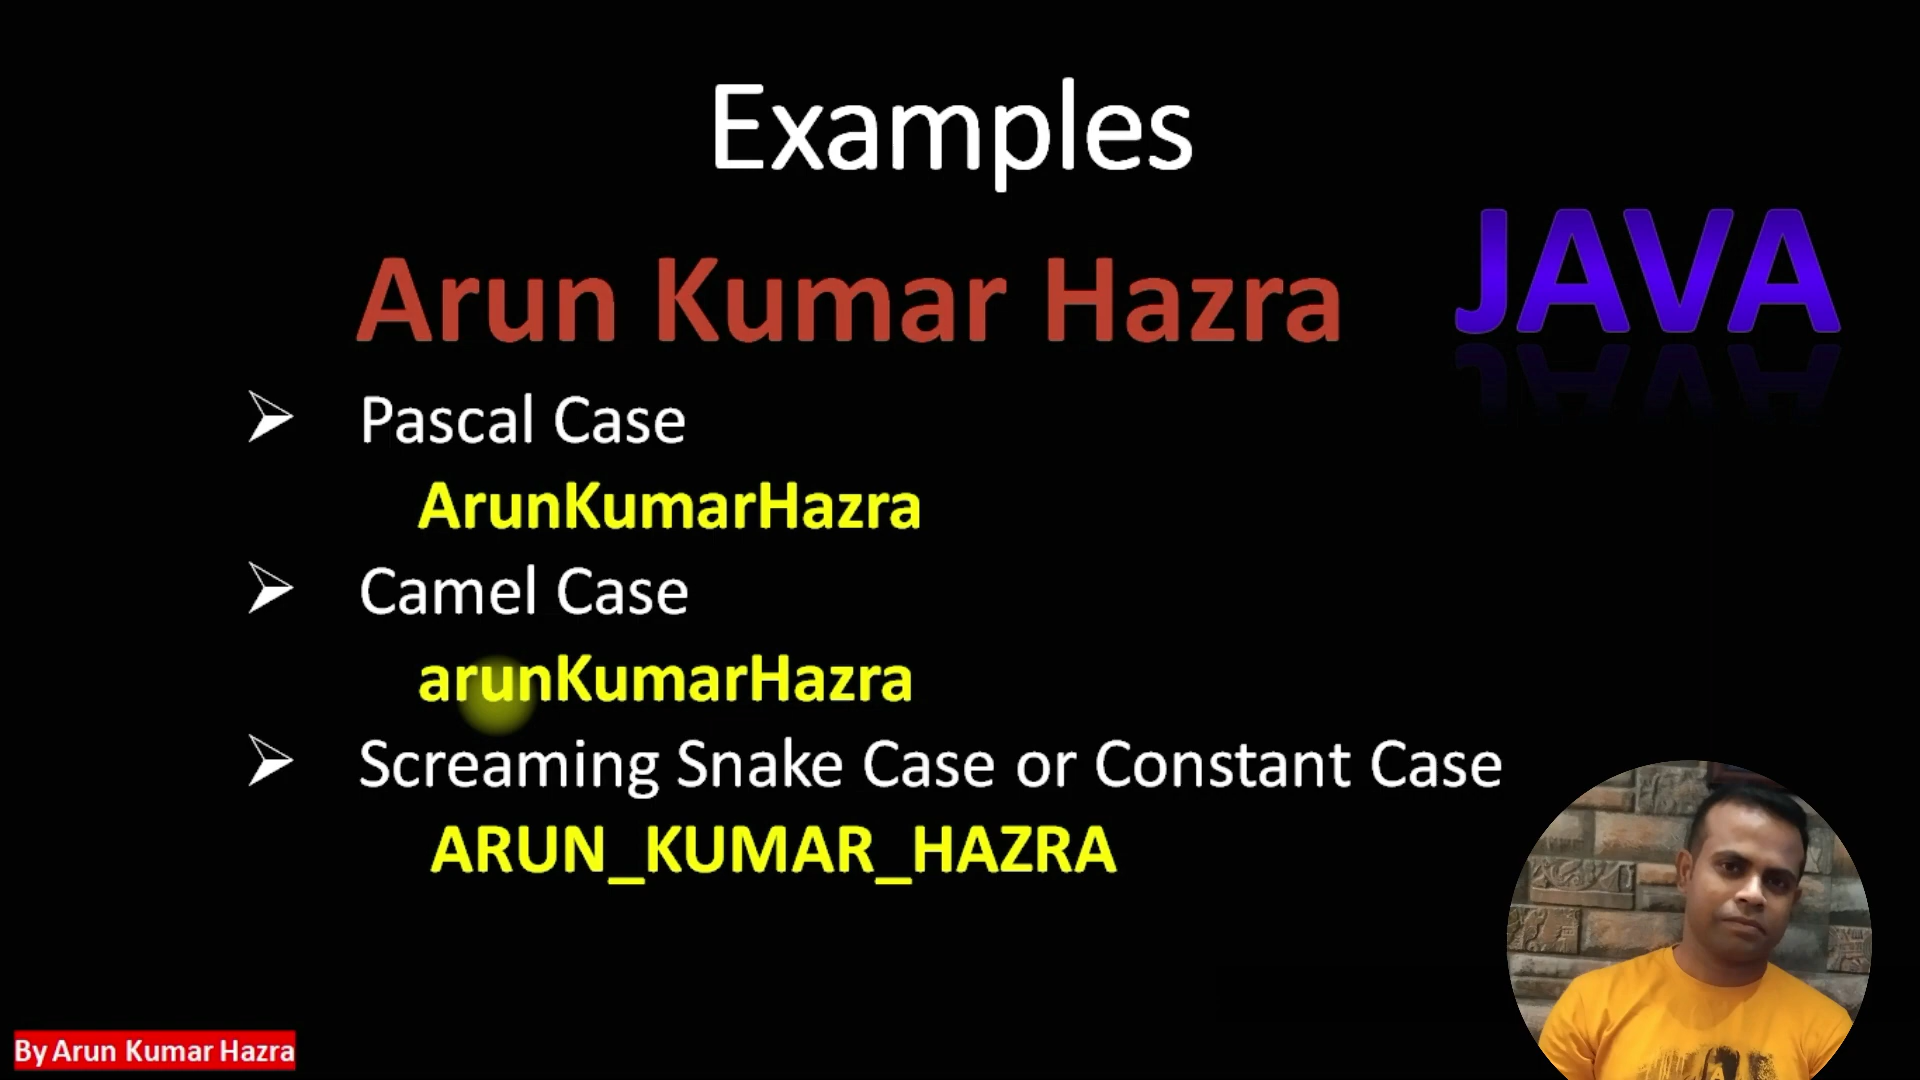 Examples
Arun Kumar Hazra
JAVA
Pascal Case
ArunKumarHazra
Camel Case
arunKumarHazra
Screaming Snake Case or Constant Case
ARUN_KUMAR_HAZRA
By Arun Kumar Hazra